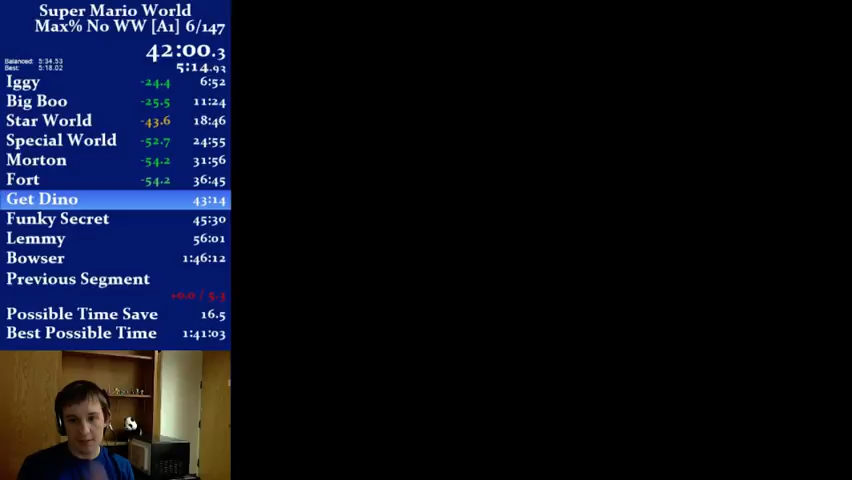 Super Mario World
Max% No WW [A1] 6/147
42:00.3
Balanced: 5:34.53
Best: 5:18.02
5:14.93
Iggy -24.4 6:52
Big Boo -25.5 11:24
Star World -43.6 18:46
Special World -52.7 24:55
Morton -54.2 31:56
Fort -54.2 36:45
Get Dino 43:14
Funky Secret 45:30
Lemmy 56:01
Bowser 1:46:12
Previous Segment
+0.0 / 5.3
Possible Time Save 16.5
Best Possible Time 1:41:03